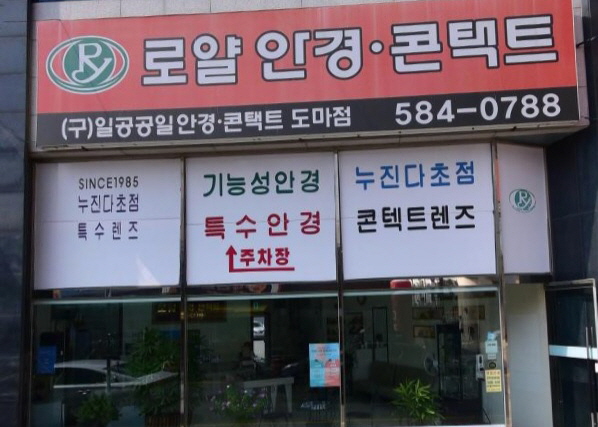 RY 로얄 안경·콘택트
(구)일공공일안경·콘택트 도마점 584-0788
SINCE1985
누진다초점
특수렌즈
기능성안경
특수안경
주차장
누진다초점
콘텍트렌즈
RY